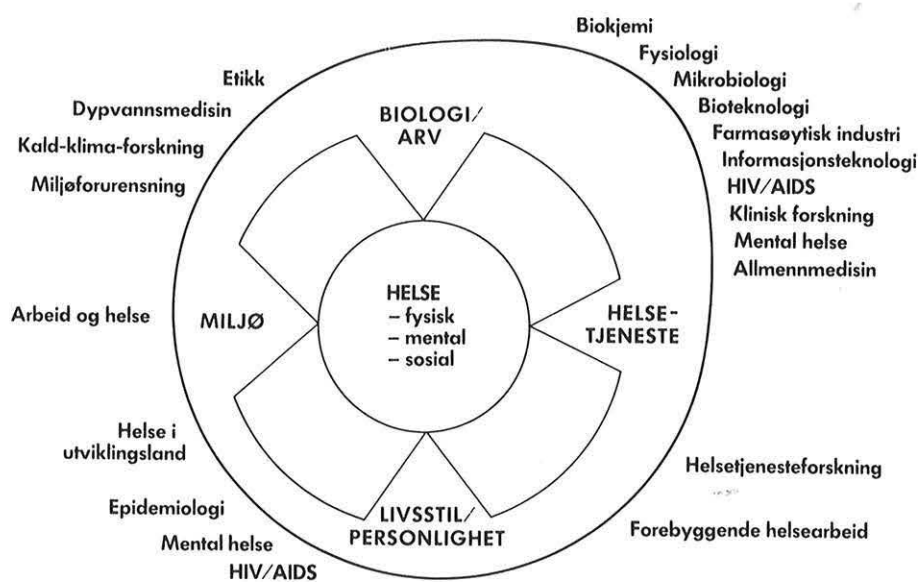 Biokjemi
Fysiologi
Mikrobiologi
Bioteknologi
Farmasøytisk industri
Informasjonsteknologi
HIV/AIDS
Klinisk forskning
Mental helse
Allmennmedisin
Etikk
Dypvannsmedisin
Kald-klima-forskning
Miljøforurensning
Arbeid og helse
Helse i
utviklingsland
Epidemiologi
Mental helse
HIV/AIDS
BIOLOGI/
ARV
MILJØ
HELSE
– fysisk
– mental
– sosial
HELSE-
TJENESTE
LIVSSTIL/
PERSONLIGHET
Helsetjenesteforskning
Forebyggende helsearbeid